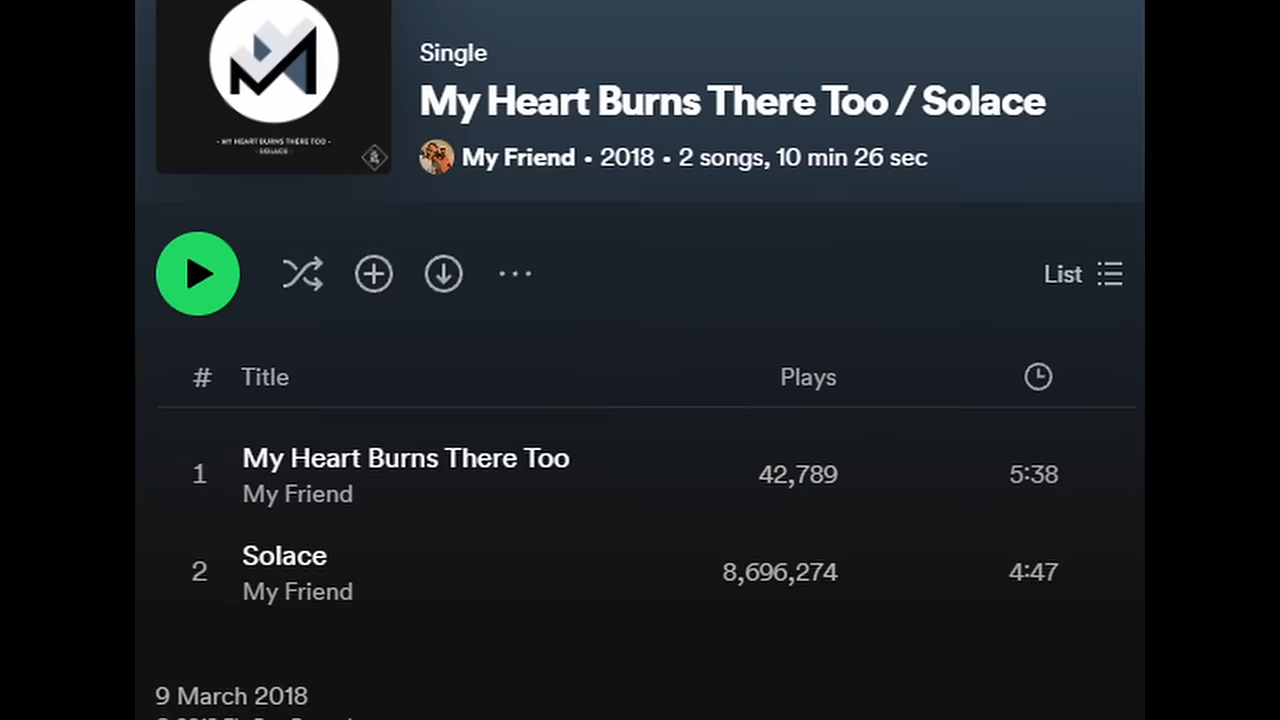 Single
My Heart Burns There Too / Solace
My Friend • 2018 • 2 songs, 10 min 26 sec
- MY HEART BURNS THERE TOO -
- SOLACE -
List
# Title Plays
1 My Heart Burns There Too 42,789 5:38
My Friend
2 Solace 8,696,274 4:47
My Friend
9 March 2018